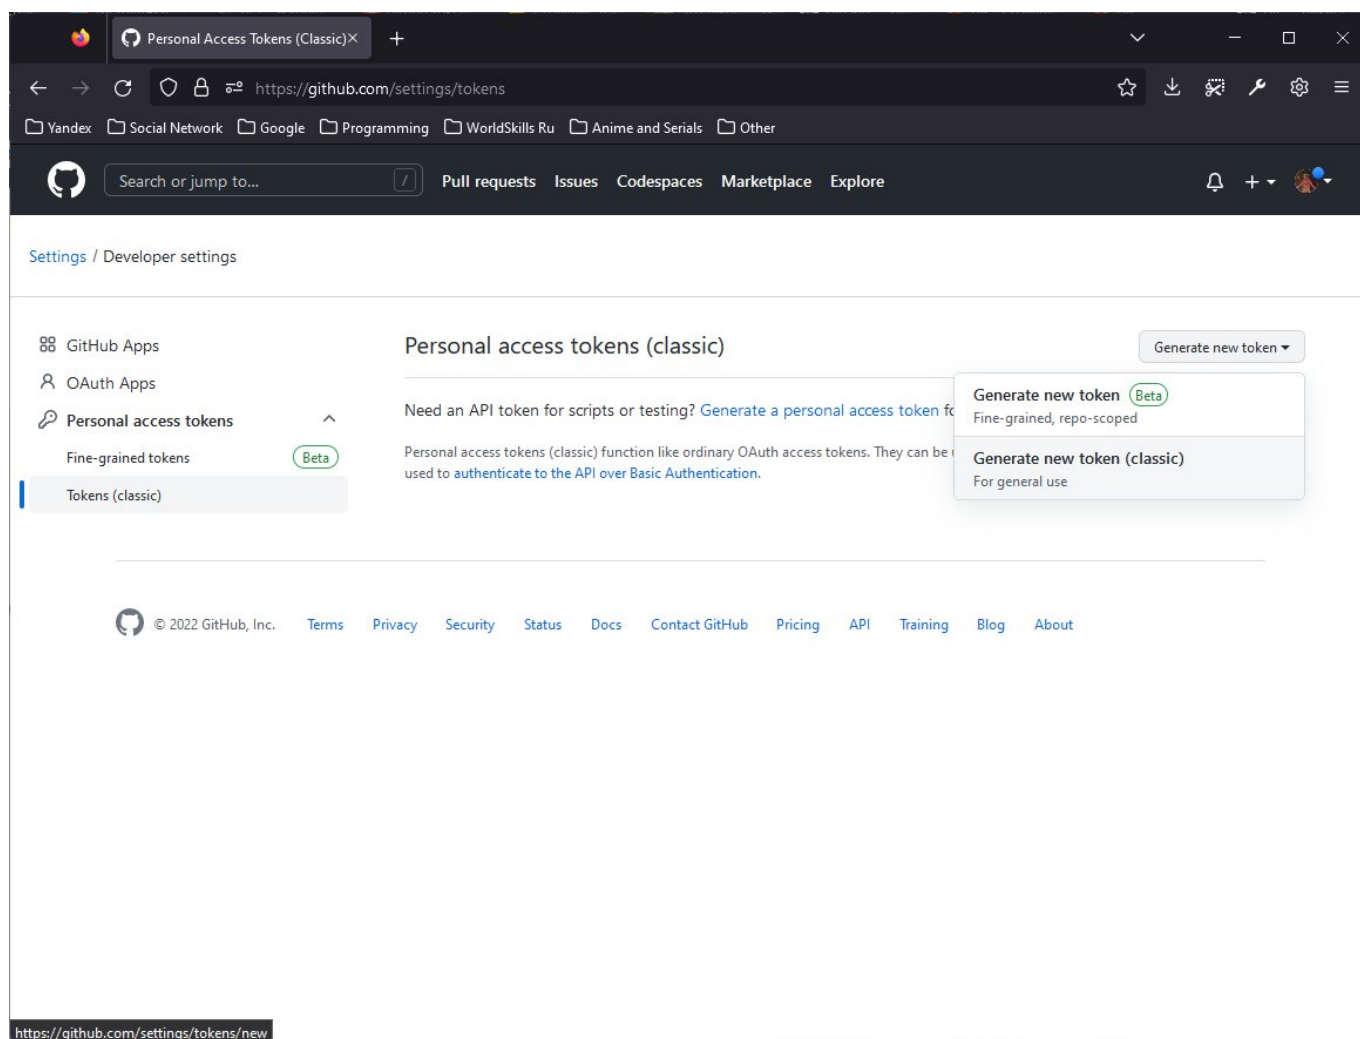 Personal Access Tokens (Classic)
https://github.com/settings/tokens
Yandex Social Network Google Programming WorldSkills Ru Anime and Serials Other
Search or jump to... / Pull requests Issues Codespaces Marketplace Explore
Settings / Developer settings
GitHub Apps
OAuth Apps
Personal access tokens
Fine-grained tokens Beta
Tokens (classic)
Personal access tokens (classic)
Generate new token
Need an API token for scripts or testing? Generate a personal access token
Personal access tokens (classic) function like ordinary OAuth access tokens. They can be
used to authenticate to the API over Basic Authentication.
Generate new token Beta
Fine-grained, repo-scoped
Generate new token (classic)
For general use
© 2022 GitHub, Inc. Terms Privacy Security Status Docs Contact GitHub Pricing API Training Blog About
https://github.com/settings/tokens/new